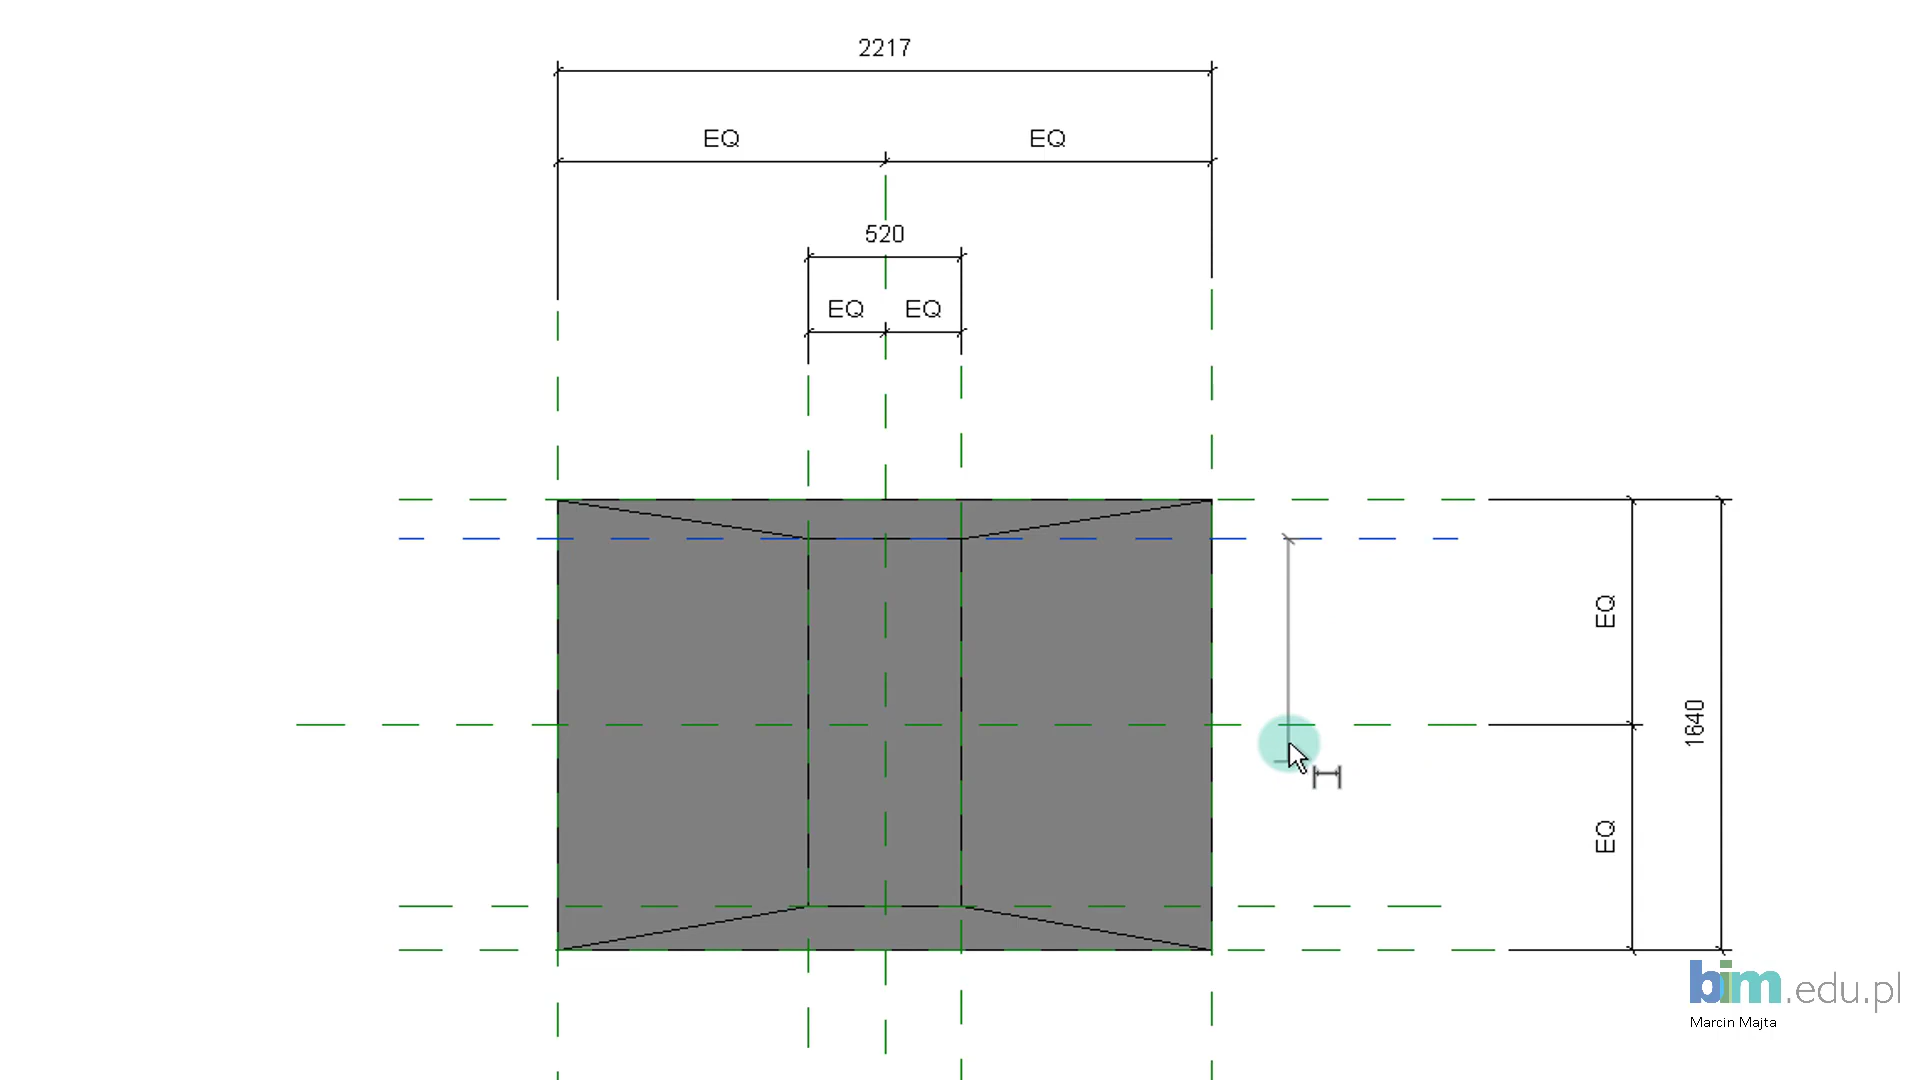 2217
EQ EQ
520
EQ EQ
EQ
1640
EQ
bim.edu.pl
Marcin Majta